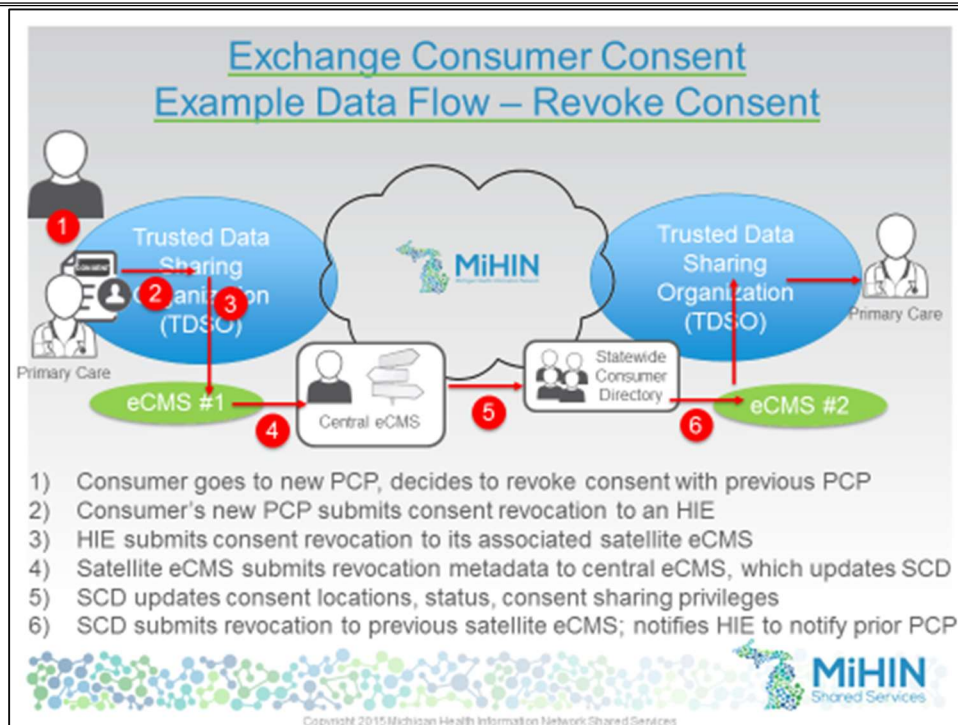 Exchange Consumer Consent
Example Data Flow – Revoke Consent
1
Trusted Data
Sharing
Organization
(TDSO)
2
3
Primary Care
MiHIN
Michigan Health Information Network
Trusted Data
Sharing
Organization
(TDSO)
Primary Care
eCMS #1
4
Central eCMS
5
Statewide
Consumer
Directory
6
eCMS #2
1) Consumer goes to new PCP, decides to revoke consent with previous PCP
2) Consumer's new PCP submits consent revocation to an HIE
3) HIE submits consent revocation to its associated satellite eCMS
4) Satellite eCMS submits revocation metadata to central eCMS, which updates SCD
5) SCD updates consent locations, status, consent sharing privileges
6) SCD submits revocation to previous satellite eCMS; notifies HIE to notify prior PCP
MiHIN
Shared Services
Copyright 2015 Michigan Health Information Network Shared Services